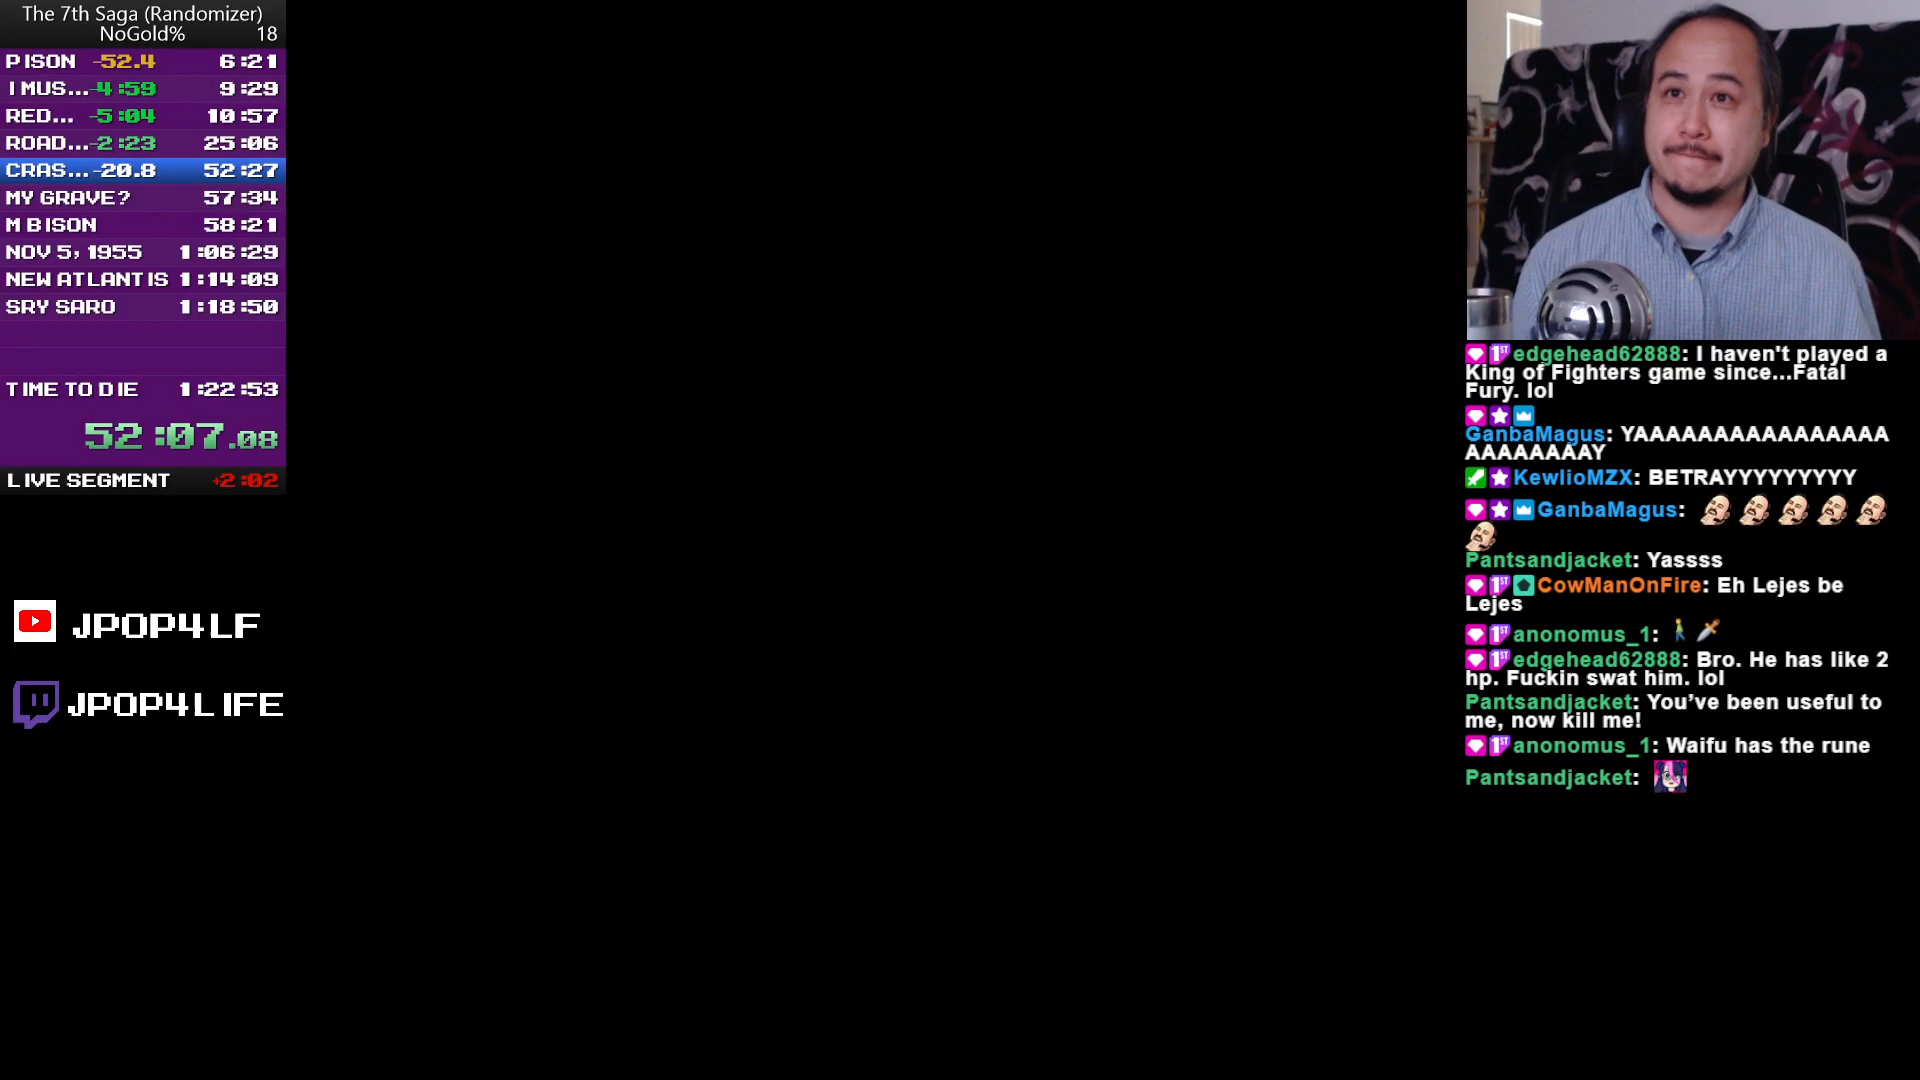 The 7th Saga (Randomizer)
NoGold% 18
PISON -52.4 6:21
I MUS... -4:59 9:29
RED... -5:04 10:57
ROAD... -2:23 25:06
CRAS... -20.8 52:27
MY GRAVE? 57:34
M BISON 58:21
NOV 5, 1955 1:06:29
NEW ATLANTIS 1:14:09
SRY SARO 1:18:50
TIME TO DIE 1:22:53
52:07.08
LIVE SEGMENT +2:02
JPOP4LF
JPOP4LIFE
1ST edgehead62888: I haven't played a
King of Fighters game since...Fatal
Fury. lol
GanbaMagus: YAAAAAAAAAAAAAAAA
AAAAAAAAY
KewlioMZX: BETRAYYYYYYYYY
GanbaMagus:
Pantsandjacket: Yassss
1ST CowManOnFire: Eh Lejes be
Lejes
1ST anonomus_1:
1ST edgehead62888: Bro. He has like 2
hp. Fuckin swat him. lol
Pantsandjacket: You’ve been useful to
me, now kill me!
1ST anonomus_1: Waifu has the rune
Pantsandjacket: